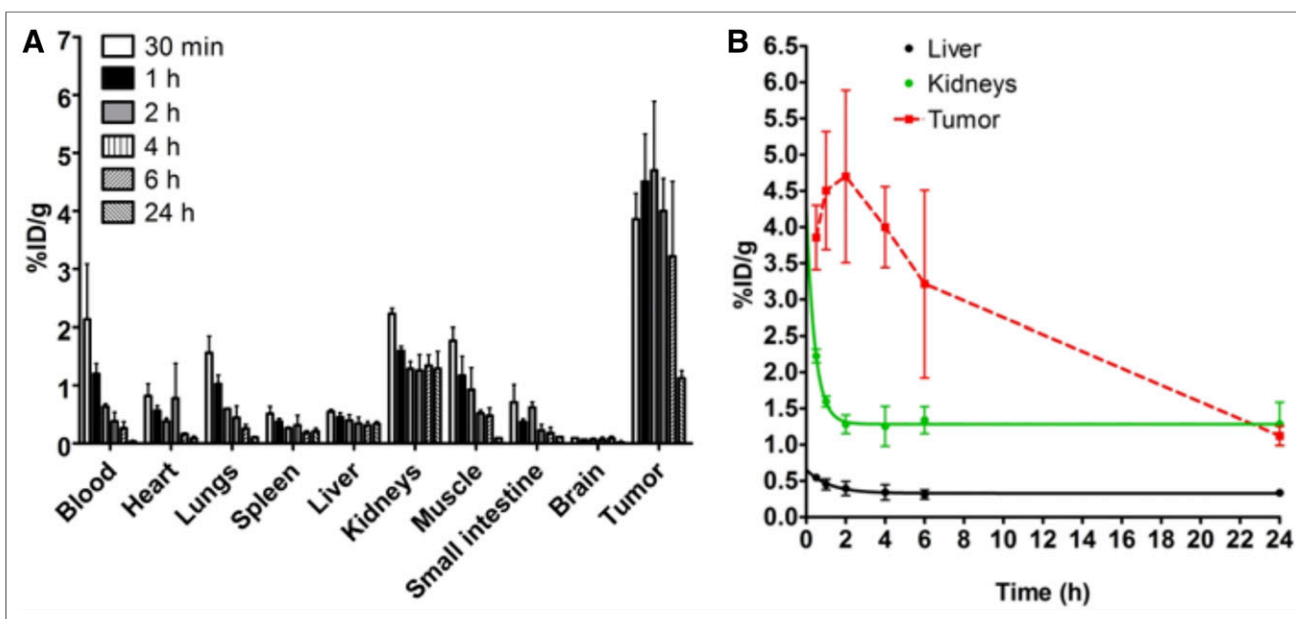 A
7
6
5
4
3
2
1
0
%ID/g
30 min
1 h
2 h
4 h
6 h
24 h
Blood
Heart
Lungs
Spleen
Liver
Kidneys
Muscle
Small intestine
Brain
Tumor
B
6.5
6.0
5.5
5.0
4.5
4.0
3.5
3.0
2.5
2.0
1.5
1.0
0.5
0.0
%ID/g
Liver
Kidneys
Tumor
0 2 4 6 8 10 12 14 16 18 20 22 24
Time (h)